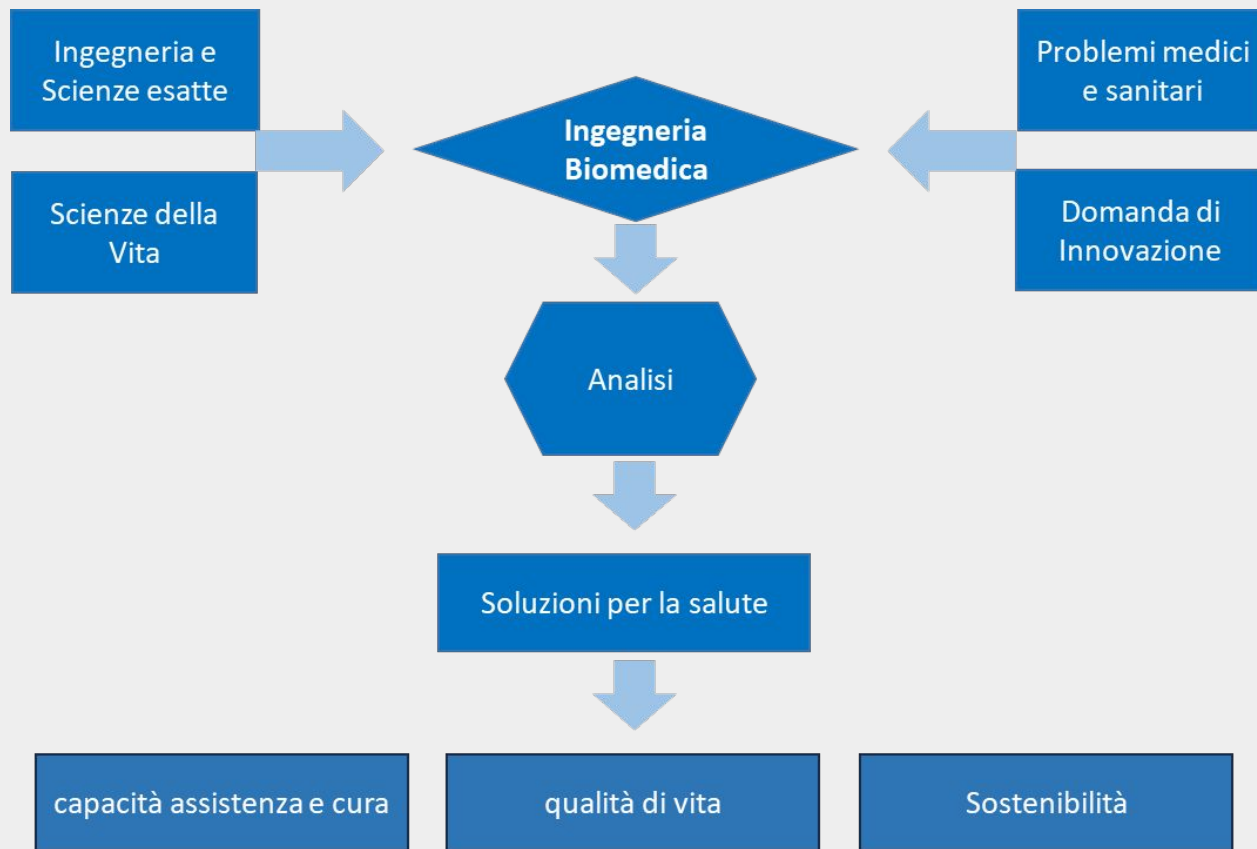 Ingegneria e
Scienze esatte
Problemi medici
e sanitari
Ingegneria
Biomedica
Scienze della
Vita
Domanda di
Innovazione
Analisi
Soluzioni per la salute
capacità assistenza e cura
qualità di vita
Sostenibilità